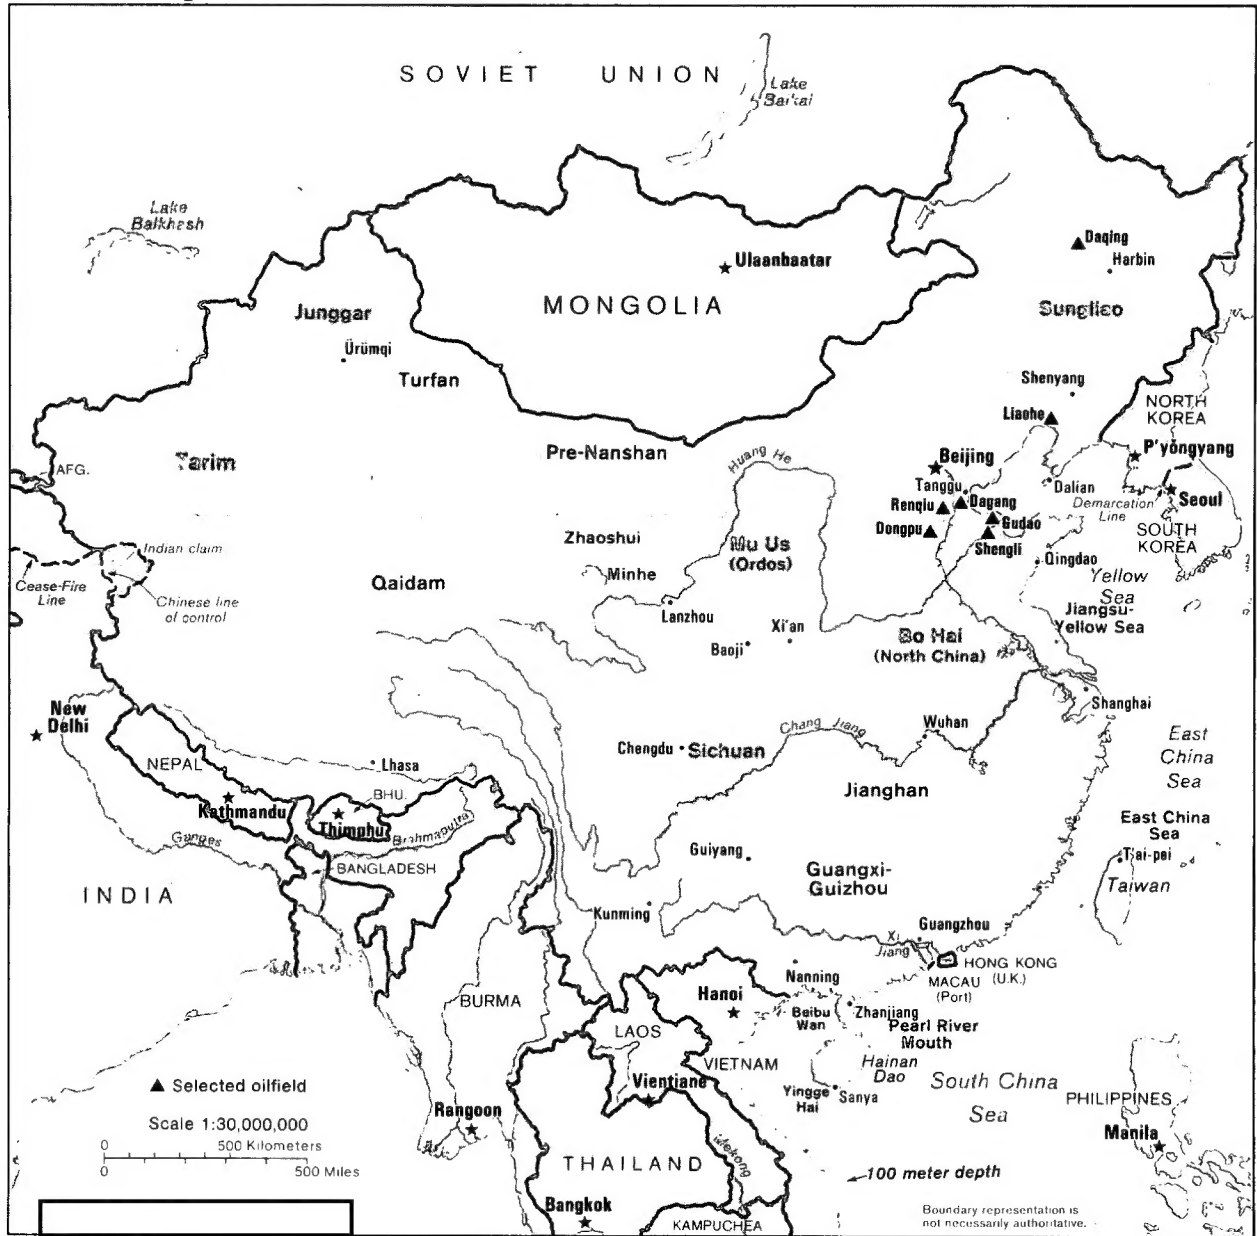 SOVIET UNION
Lake
Baikal
Lake
Balkhash
Daqing
Harbin
Ulaanbaatar
MONGOLIA
Junggar
Sungliao
Ürümqi
Turfan
Shenyang
NORTH
KOREA
Liaohe
Pre-Nanshan
Huang He
Beijing
P'yŏngyang
AFG.
Tarim
Tanggu
Dalian
Renqiu
Dagang
Demarcation
Line
Seoul
Dongpu
Gudao
Shengli
SOUTH
KOREA
Zhaoshui
Mu Us
(Ordos)
Indian claim
Qingdao
Minhe
Yellow
Sea
Cease-Fire
Line
Qaidam
Chinese line
of control
Lanzhou
Xi'an
Jiangsu-
Yellow Sea
Baoji
Bo Hai
(North China)
New
Delhi
Shanghai
Chang Jiang
Wuhan
East
China
Sea
Chengdu
Sichuan
NEPAL
Lhasa
BHU.
Jianghan
Kathmandu
Thimphu
Brahmaputra
East China
Sea
Ganges
Guiyang
T'ai-pei
BANGLADESH
Guangxi-
Guizhou
Taiwan
INDIA
Kunming
Guangzhou
Xi
Jiang
HONG KONG
(U.K.)
MACAU
(Port)
Nanning
Hanoi
BURMA
Beibu
Wan
Zhanjiang
Pearl River
Mouth
LAOS
VIETNAM
Hainan
Dao
South China
Sea
Selected oilfield
Vientiane
Yingge
Hai
Sanya
PHILIPPINES
Scale 1:30,000,000
Rangoon
Manila
0 500 Kilometers
0 500 Miles
THAILAND
Mekong
100 meter depth
Bangkok
KAMPUCHEA
Boundary representation is
not necessarily authoritative.